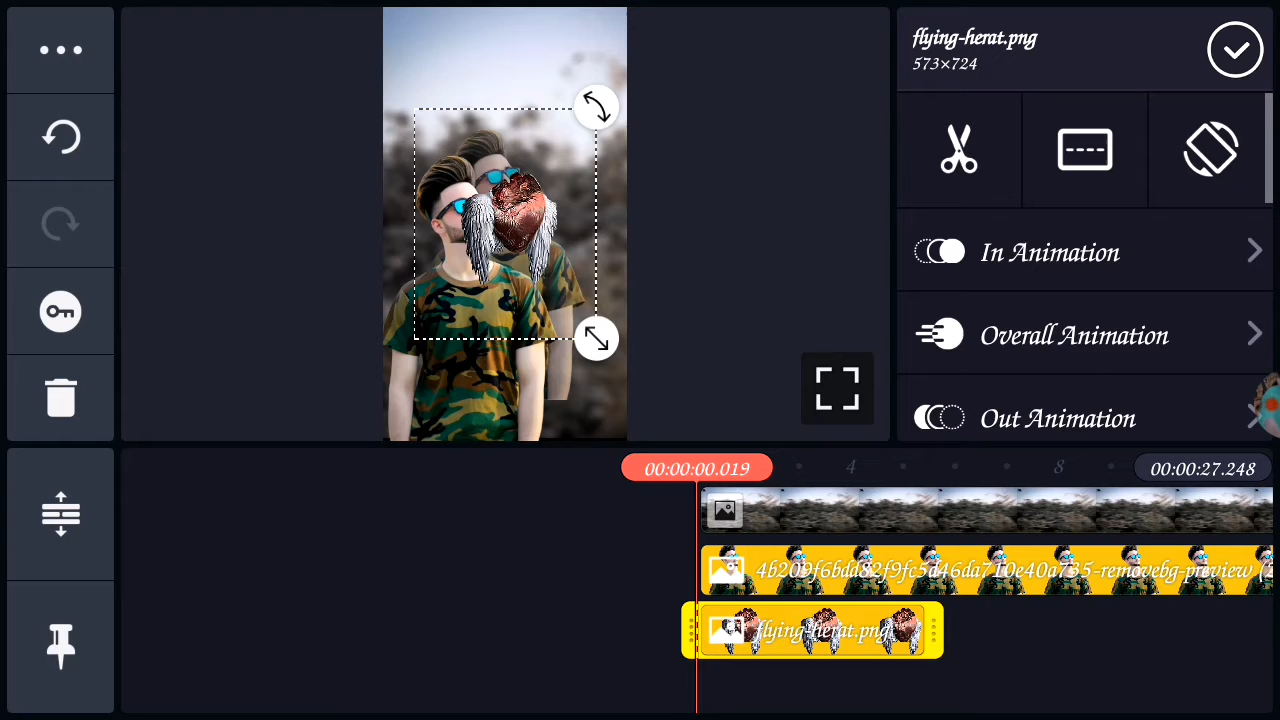 flying-herat.png
573×724
In Animation
Overall Animation
Out Animation
00:00:00.019
4
8
00:00:27.248
4b209f6bdd82f9fc5d46da710e40a735-removebg-preview (2
flying-herat.png